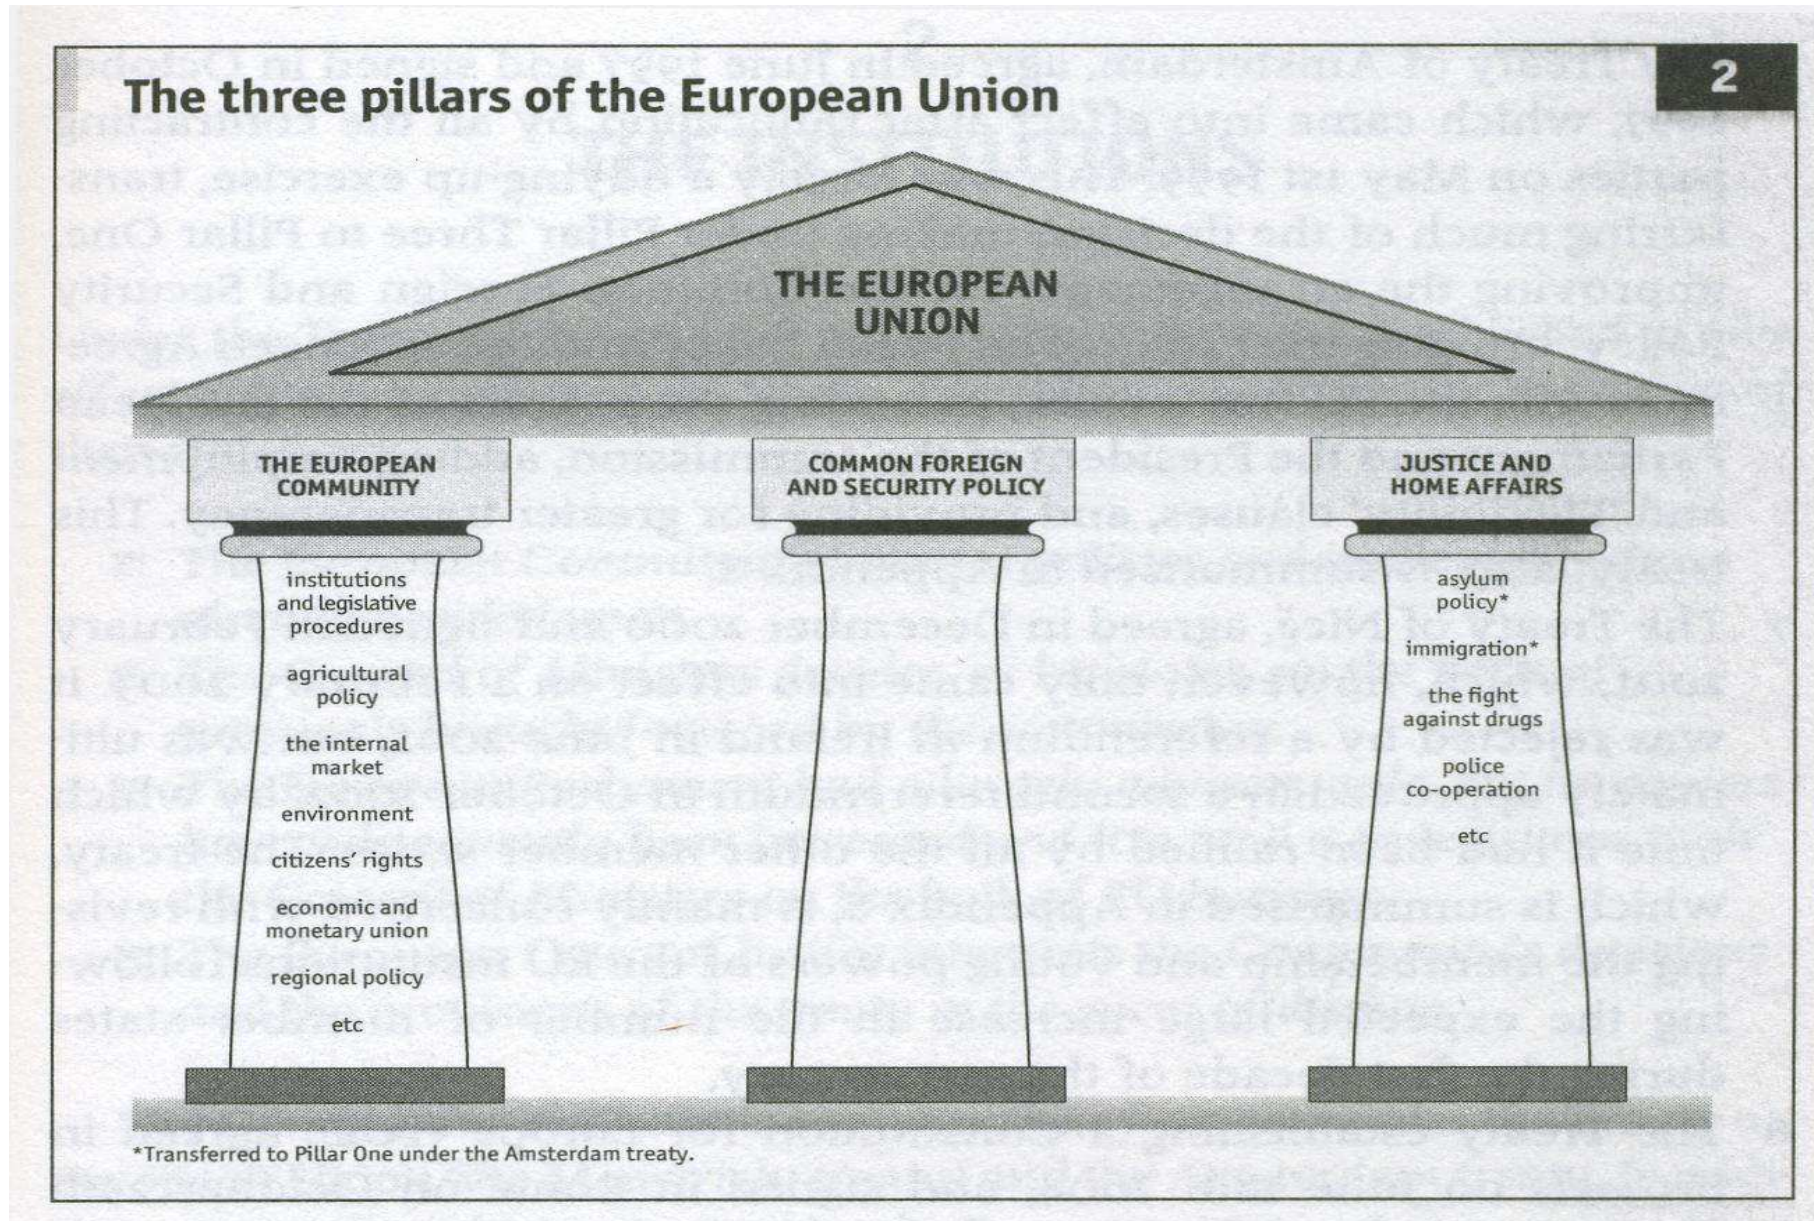 The three pillars of the European Union
2
THE EUROPEAN
UNION
THE EUROPEAN
COMMUNITY
institutions
and legislative
procedures
agricultural
policy
the internal
market
environment
citizens' rights
economic and
monetary union
regional policy
etc
COMMON FOREIGN
AND SECURITY POLICY
JUSTICE AND
HOME AFFAIRS
asylum
policy*
immigration*
the fight
against drugs
police
co-operation
etc
*Transferred to Pillar One under the Amsterdam treaty.